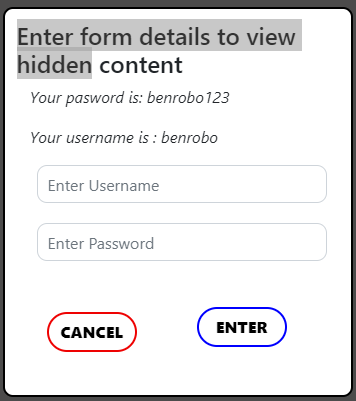 Enter form details to view
hidden content
Your pasword is: benrobo123
Your username is : benrobo
Enter Username
Enter Password
CANCEL
ENTER